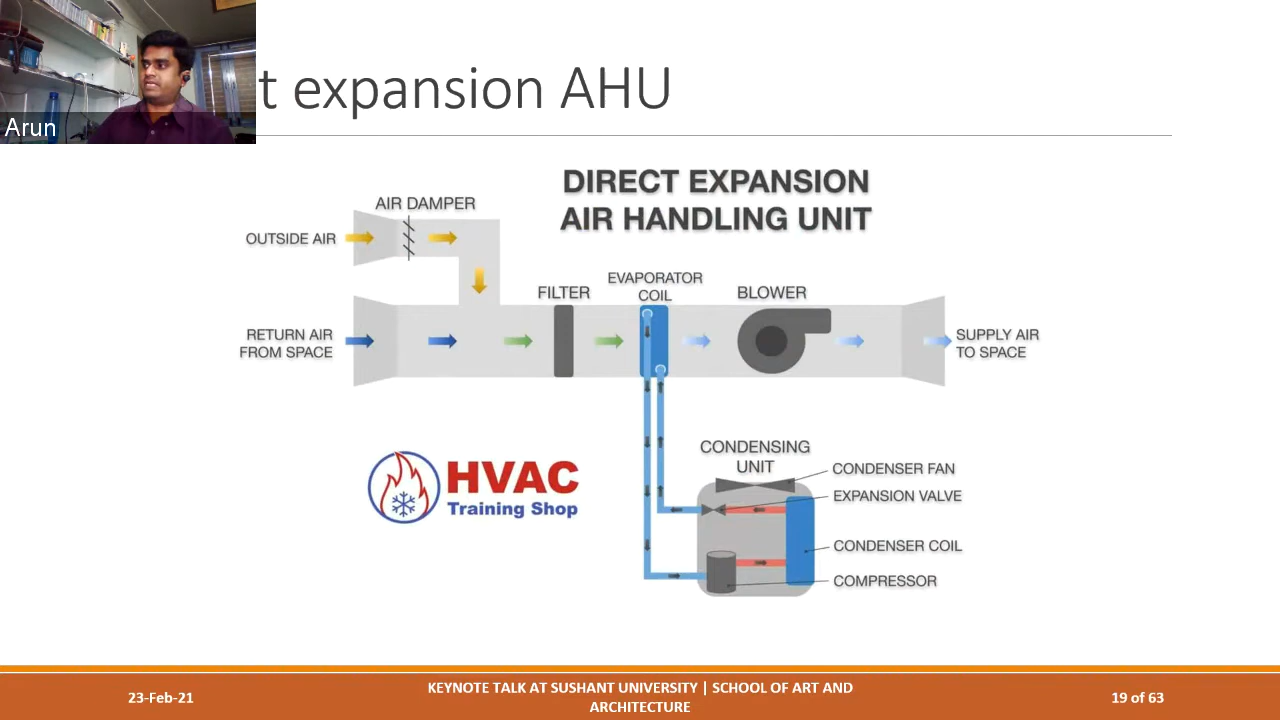 Arun
t expansion AHU
DIRECT EXPANSION
AIR HANDLING UNIT
AIR DAMPER
OUTSIDE AIR
FILTER
EVAPORATOR
COIL
BLOWER
RETURN AIR
FROM SPACE
SUPPLY AIR
TO SPACE
HVAC
Training Shop
CONDENSING
UNIT
CONDENSER FAN
EXPANSION VALVE
CONDENSER COIL
COMPRESSOR
23-Feb-21
KEYNOTE TALK AT SUSHANT UNIVERSITY | SCHOOL OF ART AND
ARCHITECTURE
19 of 63